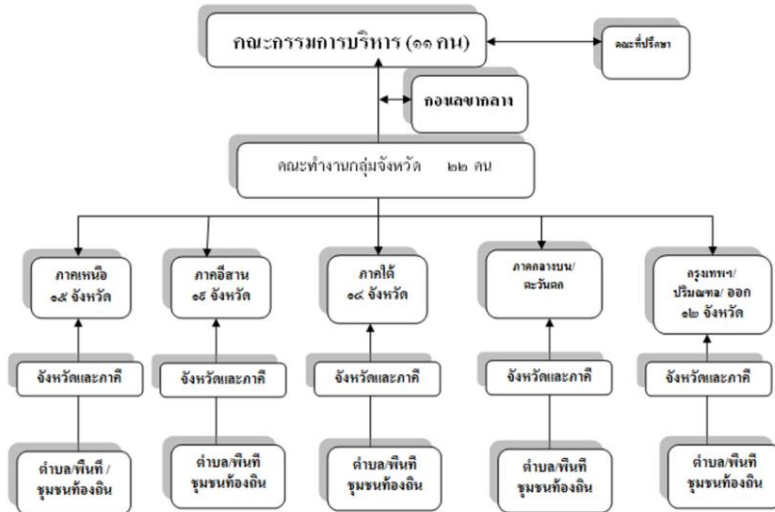 คณะกรรมการบริหาร (๑๑ คน)
คณะที่ปรึกษา
กองเลขากลาง
คณะทำงานกลุ่มจังหวัด ๒๒ คน
ภาคเหนือ
๑๕ จังหวัด
ภาคอีสาน
๑๙ จังหวัด
ภาคใต้
๑๔ จังหวัด
ภาคกลางบน/
ตะวันตก
กรุงเทพฯ/
ปริมณฑล/ ออก
๑๒ จังหวัด
จังหวัดและภาคี
จังหวัดและภาคี
จังหวัดและภาคี
จังหวัดและภาคี
จังหวัดและภาคี
ตำบล/พื้นที่ /
ชุมชนท้องถิ่น
ตำบล/พื้นที่
ชุมชนท้องถิ่น
ตำบล/พื้นที่
ชุมชนท้องถิ่น
ตำบล/พื้นที่
ชุมชนท้องถิ่น
ตำบล/พื้นที่
ชุมชนท้องถิ่น